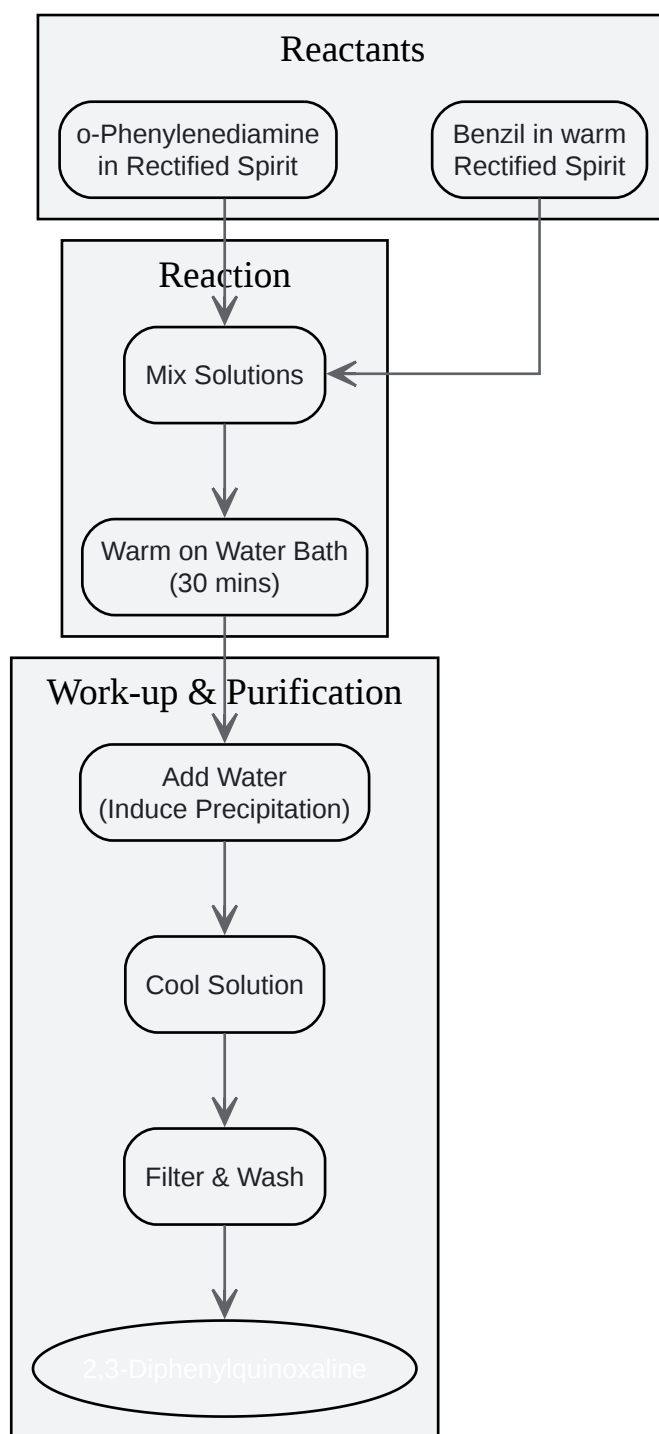 Reactants
o-Phenylenediamine
in Rectified Spirit
Benzil in warm
Rectified Spirit
Reaction
Mix Solutions
Warm on Water Bath
(30 mins)
Work-up & Purification
Add Water
(Induce Precipitation)
Cool Solution
Filter & Wash
2,3-Diphenylquinoxaline